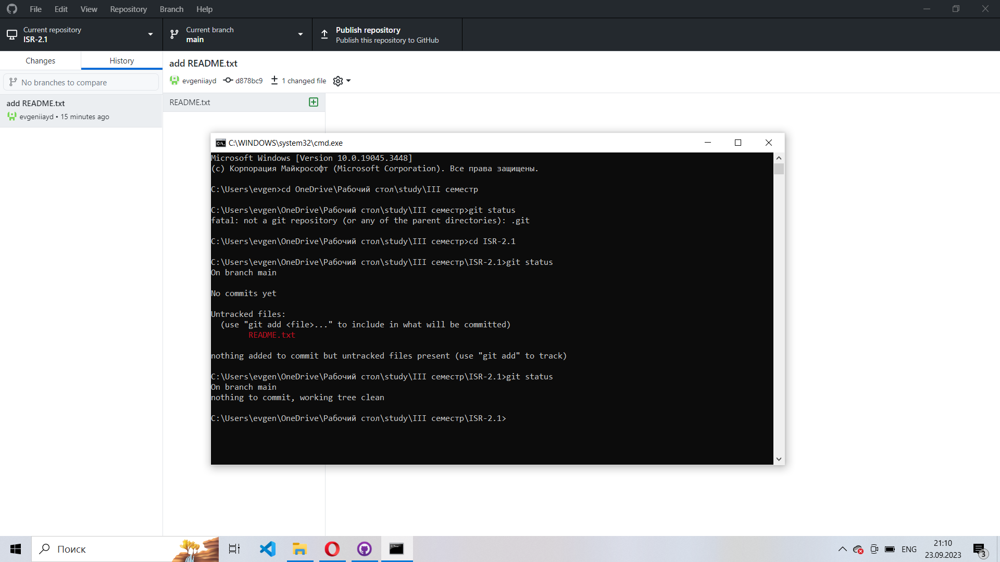 File Edit View Repository Branch Help
Current repository
ISR-2.1
Current branch
main
Publish repository
Publish this repository to GitHub
Changes
History
No branches to compare
add README.txt
evgeniiayd • 15 minutes ago
add README.txt
evgeniiayd d878bc9 1 changed file
README.txt
C:\WINDOWS\system32\cmd.exe
Microsoft Windows [Version 10.0.19045.3448]
(c) Корпорация Майкрософт (Microsoft Corporation). Все права защищены.
C:\Users\evgen>cd OneDrive\Рабочий стол\study\III семестр
C:\Users\evgen\OneDrive\Рабочий стол\study\III семестр>git status
fatal: not a git repository (or any of the parent directories): .git
C:\Users\evgen\OneDrive\Рабочий стол\study\III семестр>cd ISR-2.1
C:\Users\evgen\OneDrive\Рабочий стол\study\III семестр\ISR-2.1>git status
On branch main
No commits yet
Untracked files:
(use "git add <file>..." to include in what will be committed)
README.txt
nothing added to commit but untracked files present (use "git add" to track)
C:\Users\evgen\OneDrive\Рабочий стол\study\III семестр\ISR-2.1>git status
On branch main
nothing to commit, working tree clean
C:\Users\evgen\OneDrive\Рабочий стол\study\III семестр\ISR-2.1>
Поиск
ENG
21:10
23.09.2023
3